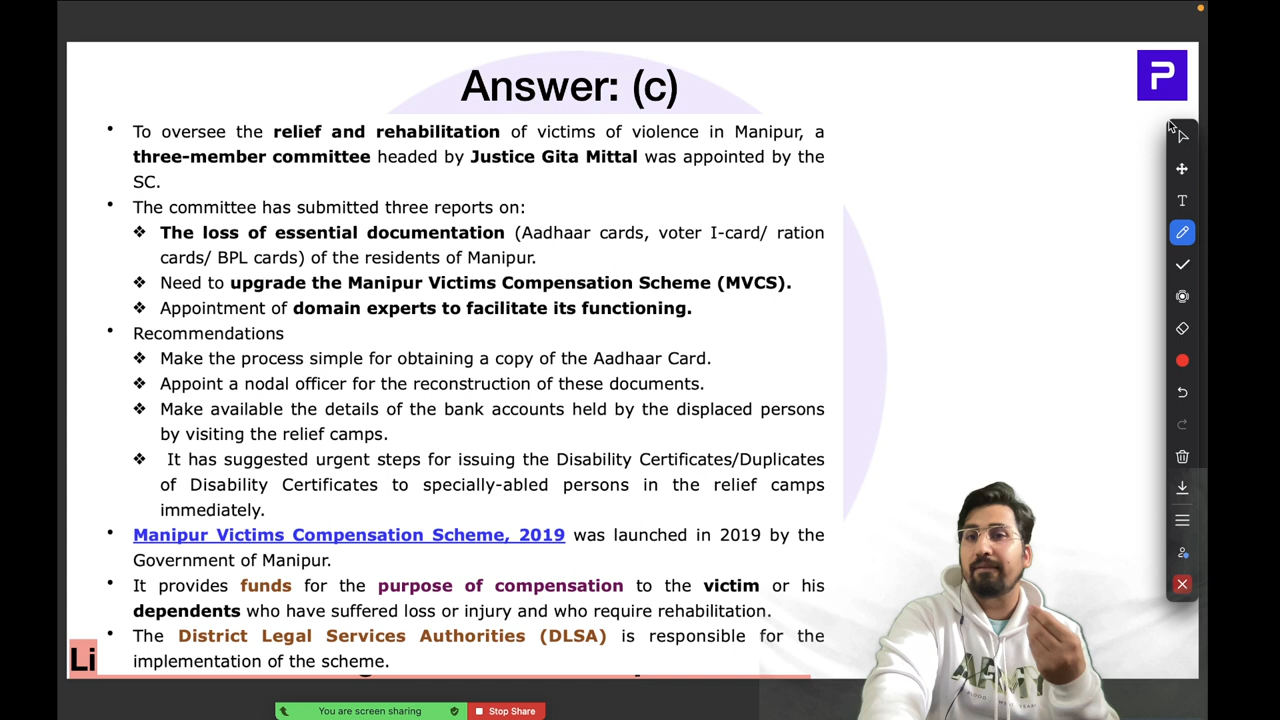 Answer: (c)
P
• To oversee the relief and rehabilitation of victims of violence in Manipur, a
three-member committee headed by Justice Gita Mittal was appointed by the
SC.
• The committee has submitted three reports on:
❖ The loss of essential documentation (Aadhaar cards, voter I-card/ ration
cards/ BPL cards) of the residents of Manipur.
❖ Need to upgrade the Manipur Victims Compensation Scheme (MVCS).
❖ Appointment of domain experts to facilitate its functioning.
• Recommendations
❖ Make the process simple for obtaining a copy of the Aadhaar Card.
❖ Appoint a nodal officer for the reconstruction of these documents.
❖ Make available the details of the bank accounts held by the displaced persons
by visiting the relief camps.
❖ It has suggested urgent steps for issuing the Disability Certificates/Duplicates
of Disability Certificates to specially-abled persons in the relief camps
immediately.
• Manipur Victims Compensation Scheme, 2019 was launched in 2019 by the
Government of Manipur.
• It provides funds for the purpose of compensation to the victim or his
dependents who have suffered loss or injury and who require rehabilitation.
• The District Legal Services Authorities (DLSA) is responsible for the
implementation of the scheme.
Li
T
ARMY
You are screen sharing
Stop Share